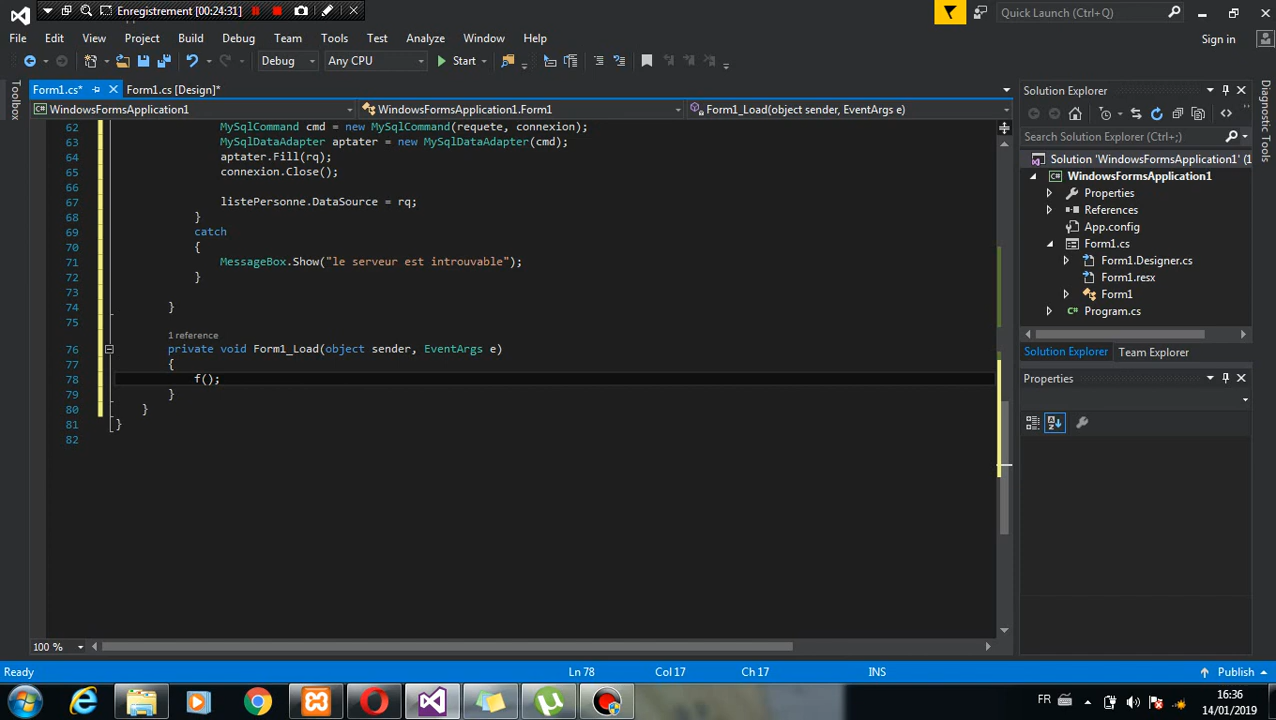 Enregistrement [00:24:31]
Quick Launch (Ctrl+Q)
File Edit View Project Build Debug Team Tools Test Analyze Window Help
Sign in
Debug Any CPU Start
Toolbox
Form1.cs* Form1.cs [Design]*
WindowsFormsApplication1 WindowsFormsApplication1.Form1 Form1_Load(object sender, EventArgs e)
62 MySqlCommand cmd = new MySqlCommand(requete, connexion);
63 MySqlDataAdapter aptater = new MySqlDataAdapter(cmd);
64 aptater.Fill(rq);
65 connexion.Close();
66
67 listePersonne.DataSource = rq;
68 }
69 catch
70 {
71 MessageBox.Show("le serveur est introuvable");
72 }
73
74 }
75
1 reference
76 private void Form1_Load(object sender, EventArgs e)
77 {
78 f();
79 }
80 }
81 }
82
100 %
Solution Explorer
Search Solution Explorer (Ctrl+;)
Solution 'WindowsFormsApplication1' (1
WindowsFormsApplication1
Properties
References
App.config
Form1.cs
Form1.Designer.cs
Form1.resx
Form1
Program.cs
Solution Explorer Team Explorer
Properties
Diagnostic Tools
Ready Ln 78 Col 17 Ch 17 INS Publish
FR 16:36
14/01/2019